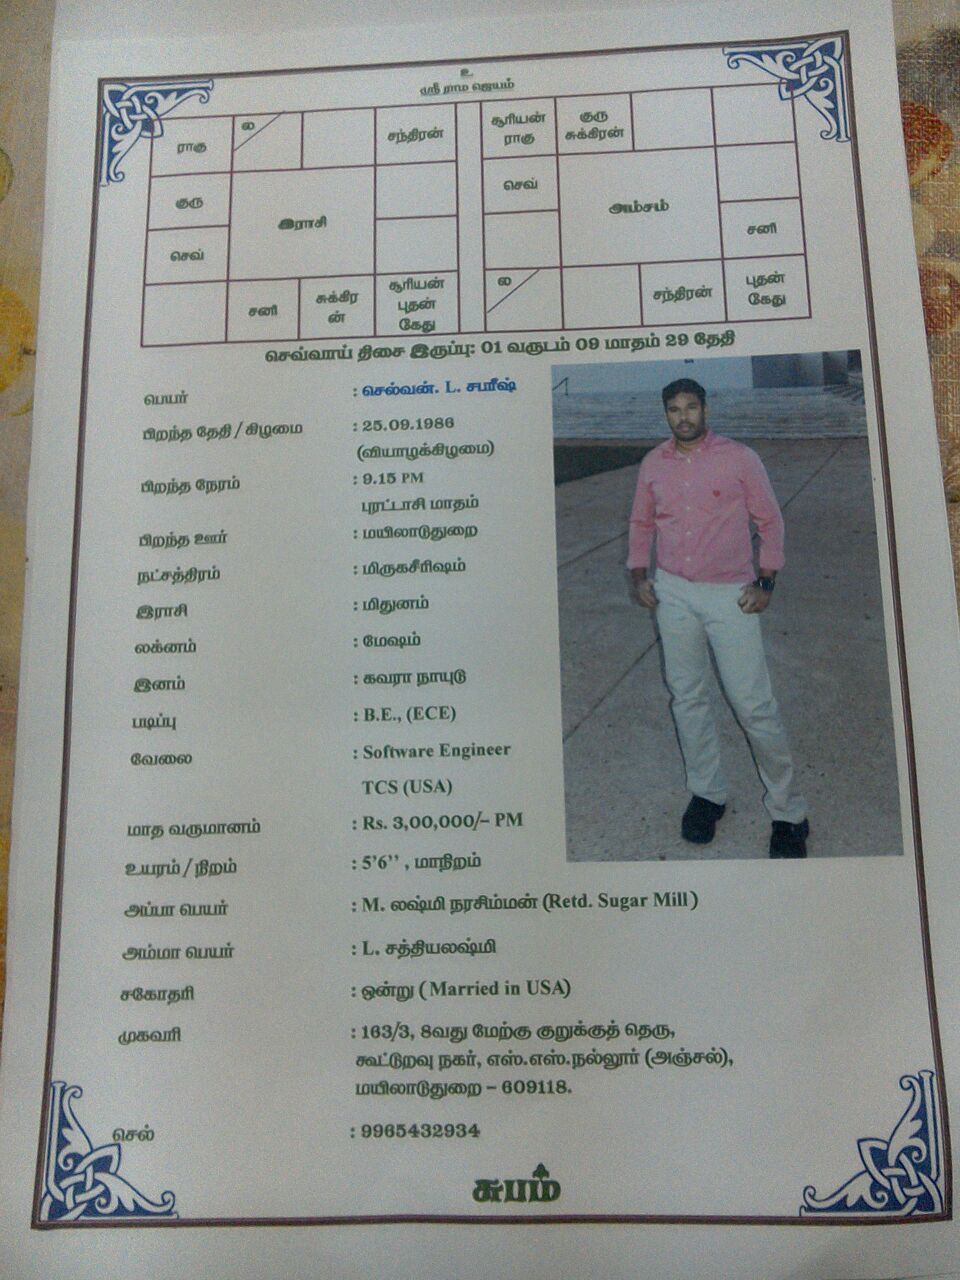 உ
ஸ்ரீ ராம ஜெயம்
ராகு
ல
சந்திரன்
குரு
இராசி
செவ்
சனி
சுக்கிர
ன்
சூரியன்
புதன்
கேது
சூரியன்
ராகு
குரு
சுக்கிரன்
செவ்
அம்சம்
சனி
ல
சந்திரன்
புதன்
கேது
செவ்வாய் திசை இருப்பு: 01 வருடம் 09 மாதம் 29 தேதி
பெயர் : செல்வன். L. சபரீஷ்
பிறந்த தேதி / கிழமை : 25.09.1986
(வியாழக்கிழமை)
பிறந்த நேரம் : 9.15 PM
புரட்டாசி மாதம்
பிறந்த ஊர் : மயிலாடுதுறை
நட்சத்திரம் : மிருகசீரிஷம்
இராசி : மிதுனம்
லக்னம் : மேஷம்
இனம் : கவரா நாயுடு
படிப்பு : B.E., (ECE)
வேலை : Software Engineer
TCS (USA)
மாத வருமானம் : Rs. 3,00,000/- PM
உயரம் / நிறம் : 5'6'' , மாநிறம்
அப்பா பெயர் : M. லஷ்மி நரசிம்மன் (Retd. Sugar Mill)
அம்மா பெயர் : L. சத்தியலஷ்மி
சகோதரி : ஒன்று ( Married in USA)
முகவரி : 163/3, 8வது மேற்கு குறுக்குத் தெரு,
கூட்டுறவு நகர், எஸ்.எஸ்.நல்லூர் (அஞ்சல்),
மயிலாடுதுறை – 609118.
செல் : 9965432934
சுபம்